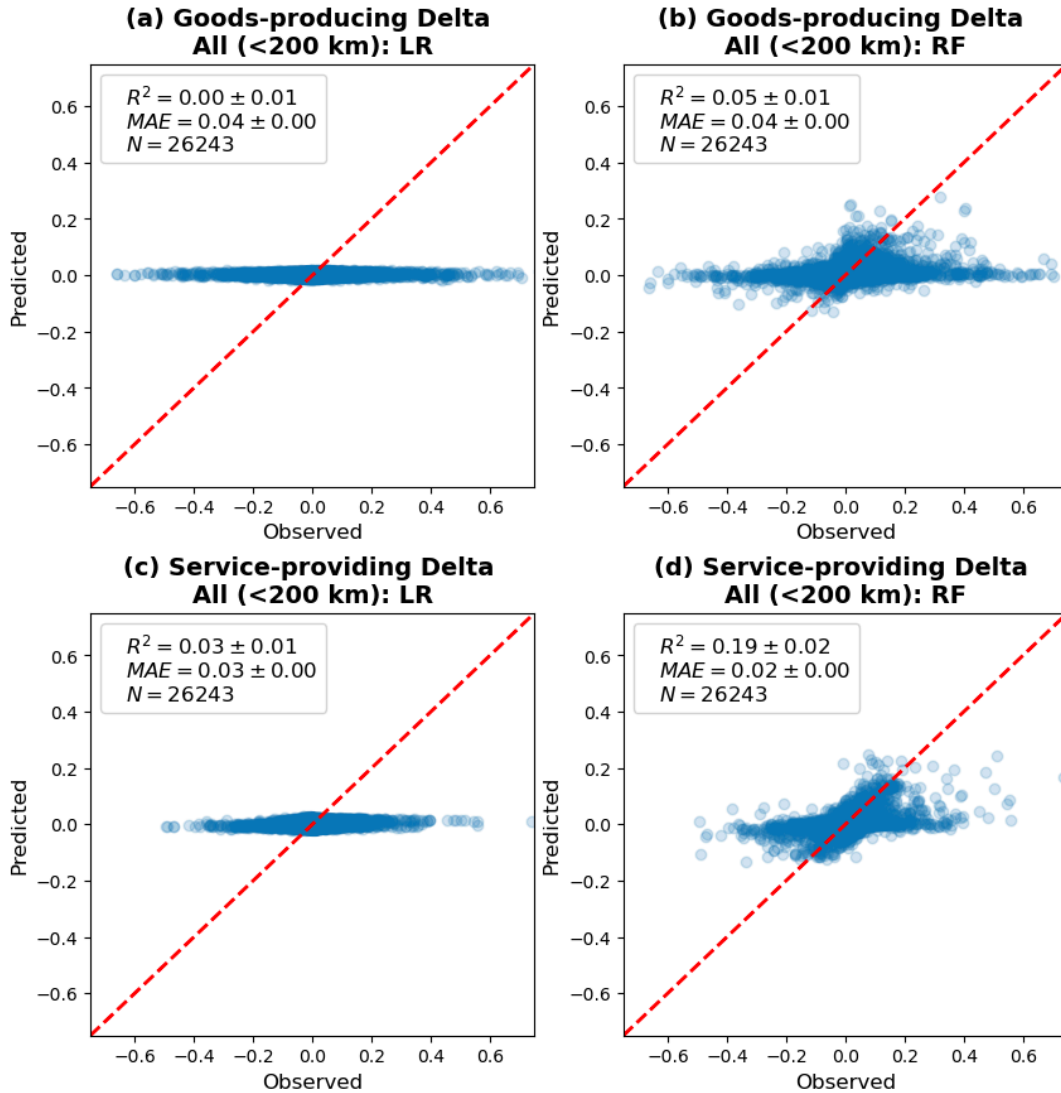 (a) Goods-producing Delta
All (<200 km): LR
R² = 0.00 ± 0.01
MAE = 0.04 ± 0.00
N = 26243
0.6
0.4
0.2
0.0
−0.2
−0.4
−0.6
Predicted
−0.6 −0.4 −0.2 0.0 0.2 0.4 0.6
Observed
(b) Goods-producing Delta
All (<200 km): RF
R² = 0.05 ± 0.01
MAE = 0.04 ± 0.00
N = 26243
0.6
0.4
0.2
0.0
−0.2
−0.4
−0.6
Predicted
−0.6 −0.4 −0.2 0.0 0.2 0.4 0.6
Observed
(c) Service-providing Delta
All (<200 km): LR
R² = 0.03 ± 0.01
MAE = 0.03 ± 0.00
N = 26243
0.6
0.4
0.2
0.0
−0.2
−0.4
−0.6
Predicted
−0.6 −0.4 −0.2 0.0 0.2 0.4 0.6
Observed
(d) Service-providing Delta
All (<200 km): RF
R² = 0.19 ± 0.02
MAE = 0.02 ± 0.00
N = 26243
0.6
0.4
0.2
0.0
−0.2
−0.4
−0.6
Predicted
−0.6 −0.4 −0.2 0.0 0.2 0.4 0.6
Observed